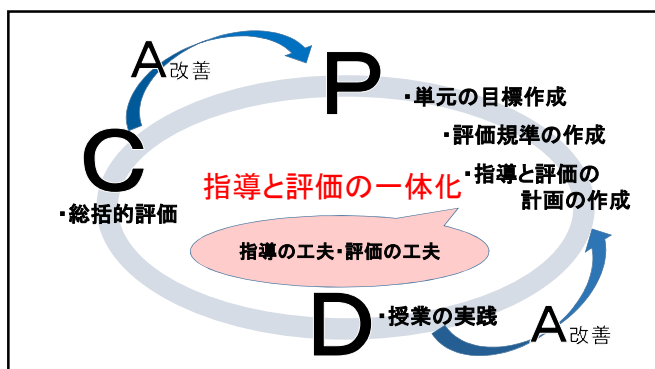 A改善
P
・単元の目標作成
・評価規準の作成
・指導と評価の
計画の作成
C
・総括的評価
指導と評価の一体化
指導の工夫・評価の工夫
D
・授業の実践
A改善